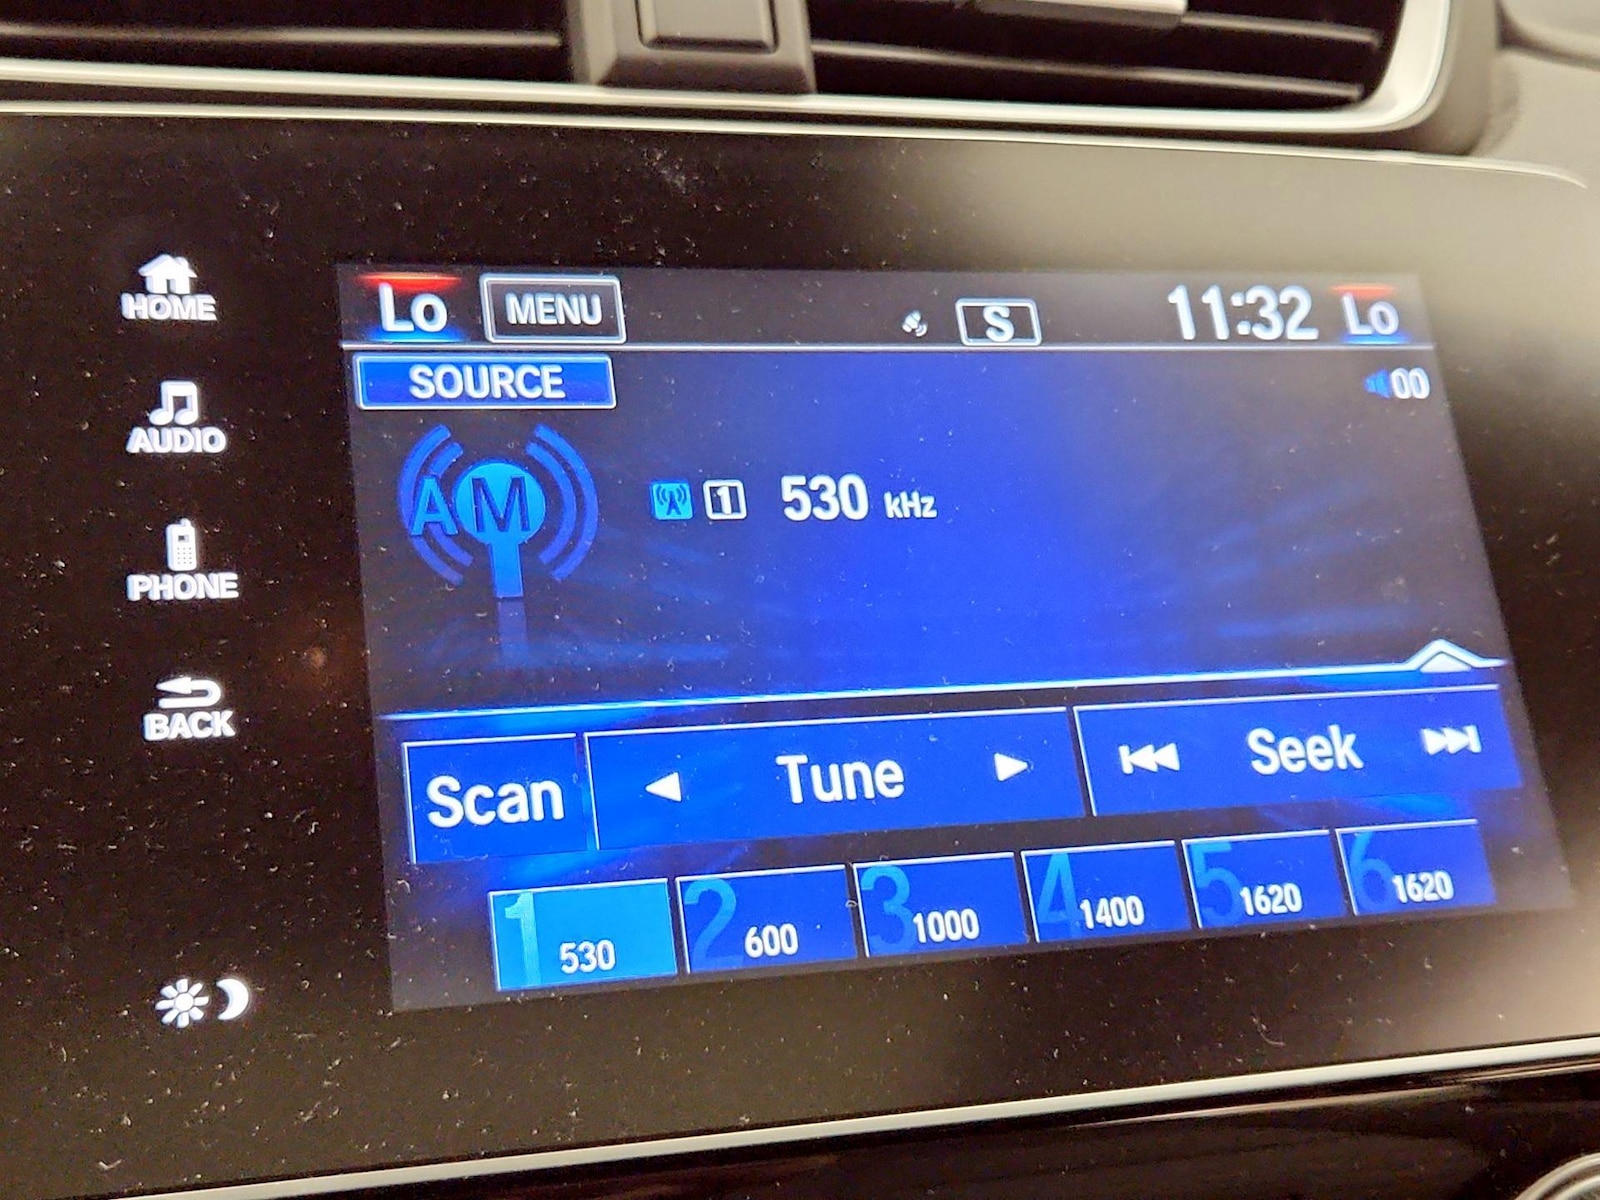 HOME
AUDIO
PHONE
BACK
Lo MENU S 11:32 Lo
SOURCE 00
AM 1 530 kHz
Scan Tune Seek
1 530 2 600 3 1000 4 1400 5 1620 6 1620